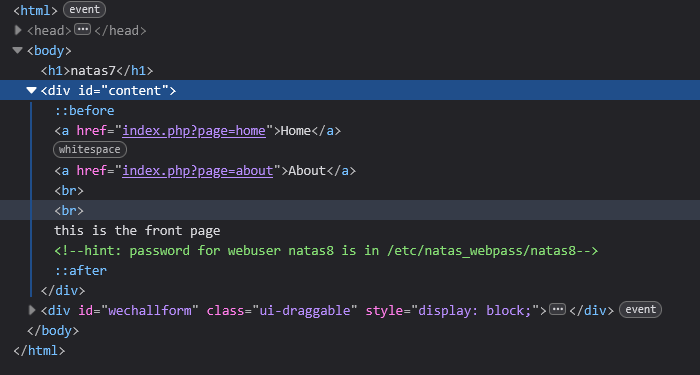 <html> event
<head> ... </head>
<body>
<h1>natas7</h1>
<div id="content">
::before
<a href="index.php?page=home">Home</a>
whitespace
<a href="index.php?page=about">About</a>
<br>
<br>
this is the front page
<!--hint: password for webuser natas8 is in /etc/natas_webpass/natas8-->
::after
</div>
<div id="wechallform" class="ui-draggable" style="display: block;"> ... </div> event
</body>
</html>